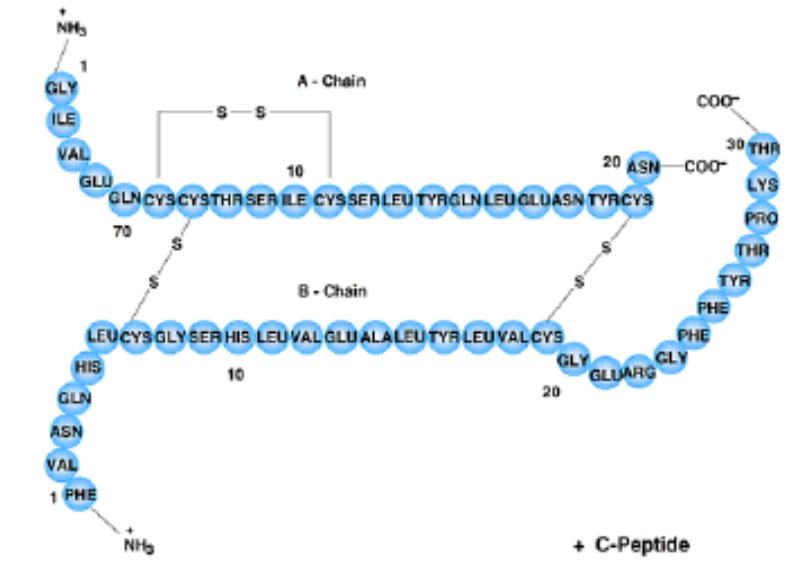 +
NH3
1
A - Chain
GLY
ILE
VAL
GLU
S S
10
20 ASN COO-
COO-
30 THR
LYS
PRO
THR
TYR
PHE
PHE
GLY
GLN CYS CYS THR SER ILE CYS SER LEU TYR GLN LEU GLU ASN TYR CYS
70
S
S
S
S
B - Chain
LEU CYS GLY SER HIS LEU VAL GLU ALA LEU TYR LEU VAL CYS
GLY GLU ARG
10
20
HIS
GLN
ASN
VAL
1 PHE
+
NH3
+ C-Peptide